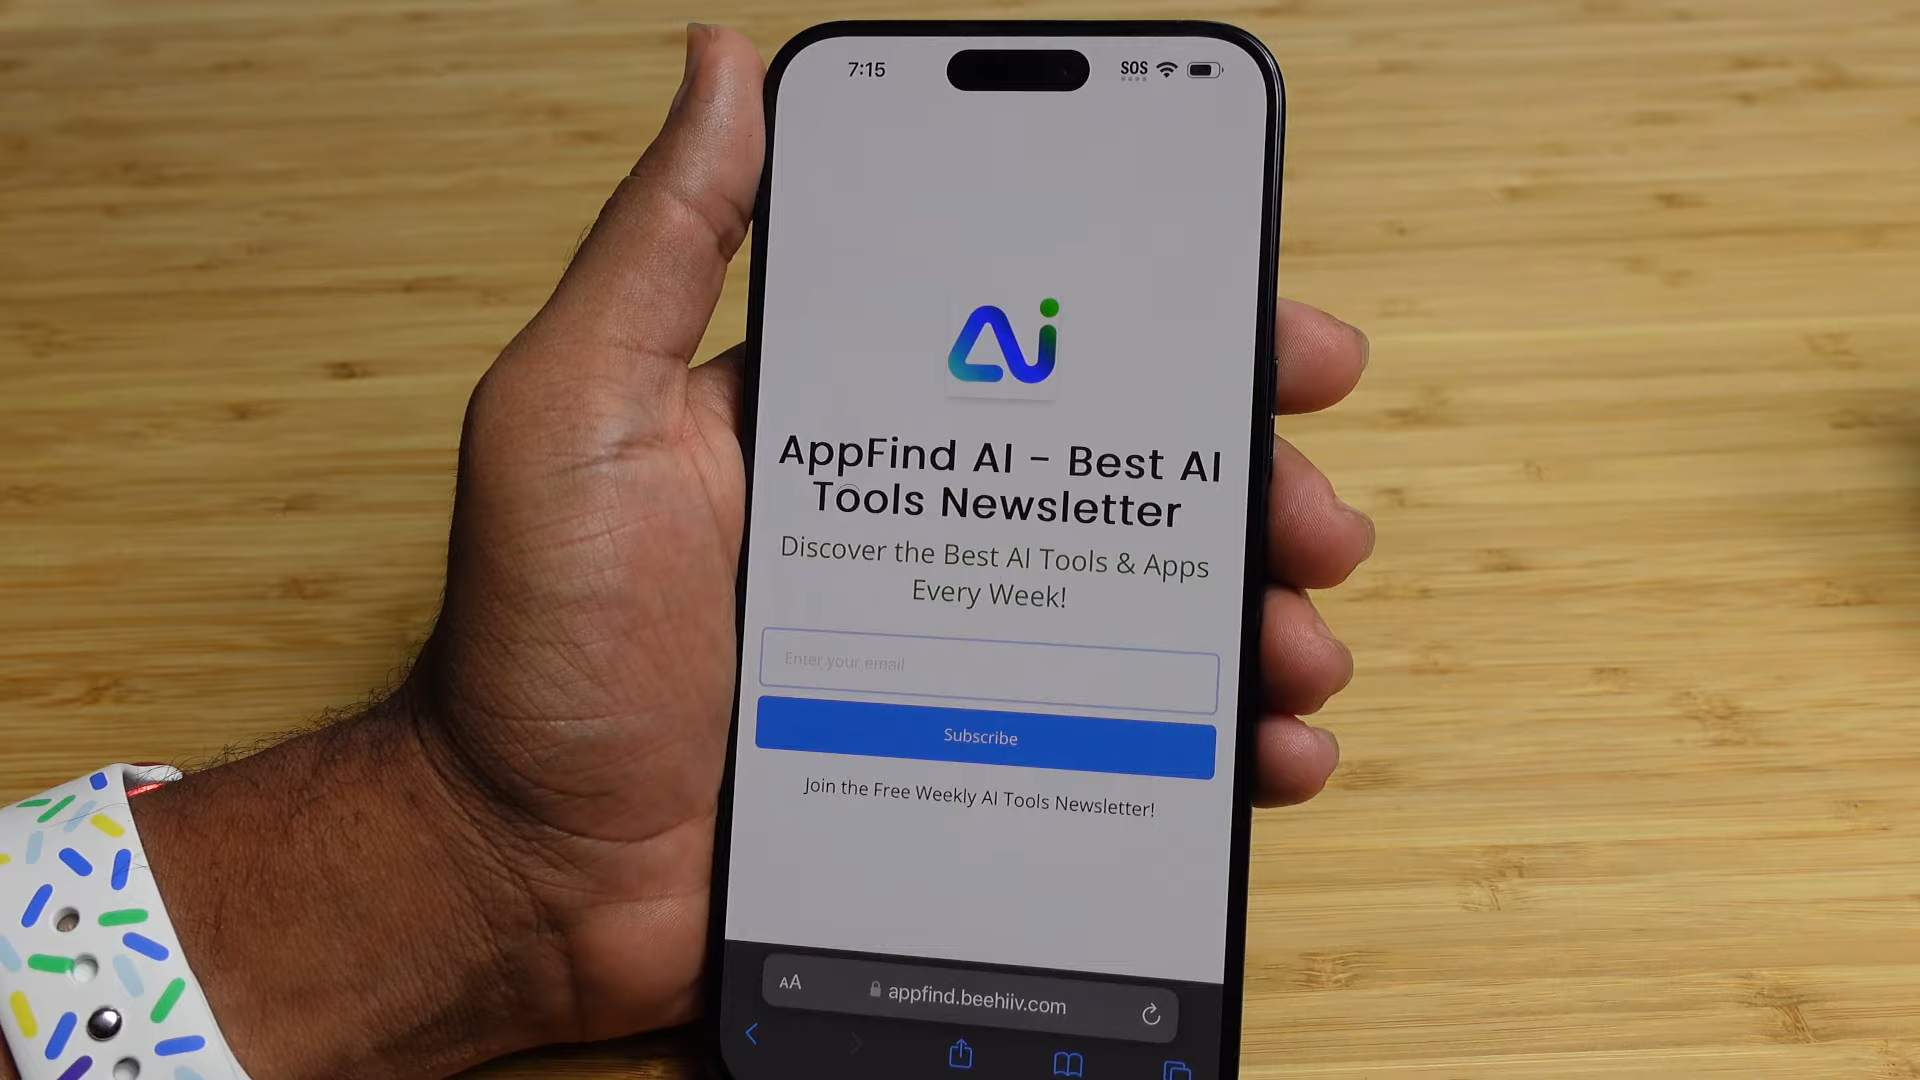 7:15
SOS
Ai
AppFind AI - Best AI
Tools Newsletter
Discover the Best AI Tools & Apps
Every Week!
Enter your email
Subscribe
Join the Free Weekly AI Tools Newsletter!
AA
appfind.beehiiv.com